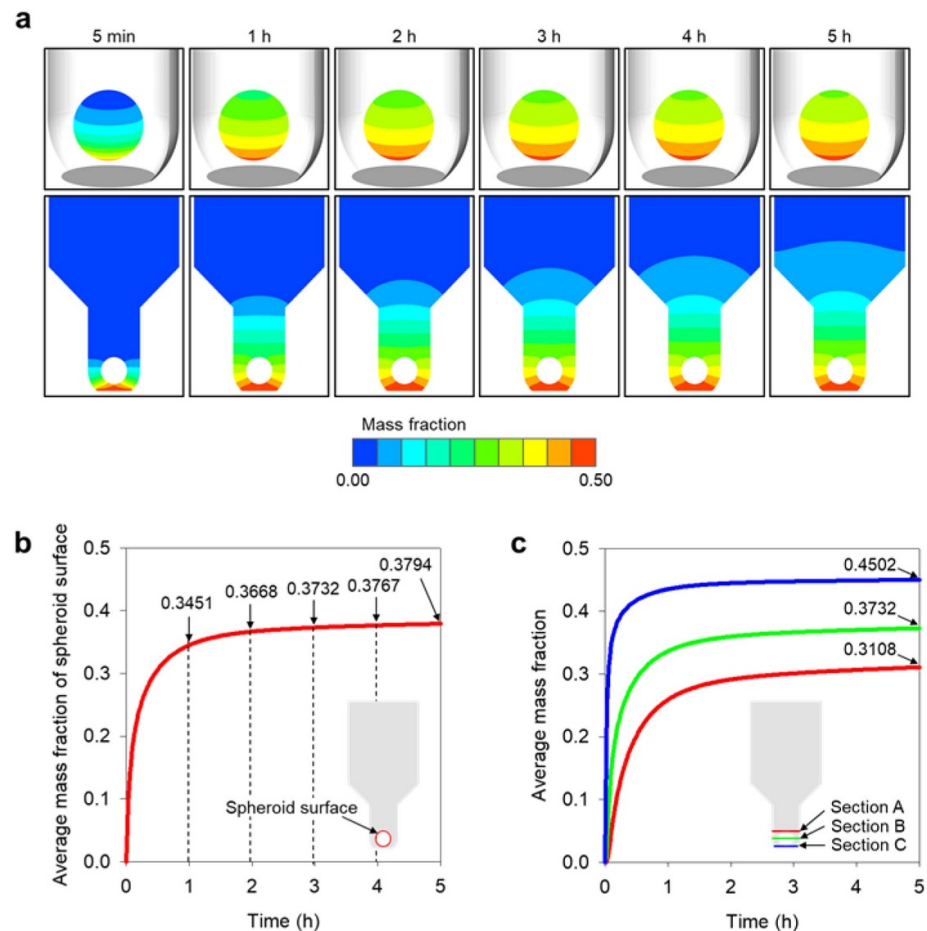 a
5 min 1 h 2 h 3 h 4 h 5 h
Mass fraction
0.00 0.50
b
Average mass fraction of spheroid surface
0.5
0.4
0.3
0.2
0.1
0.0
0.3451
0.3668
0.3732
0.3767
0.3794
Spheroid surface
0 1 2 3 4 5
Time (h)
c
Average mass fraction
0.5
0.4
0.3
0.2
0.1
0.0
0.4502
0.3732
0.3108
Section A
Section B
Section C
0 1 2 3 4 5
Time (h)